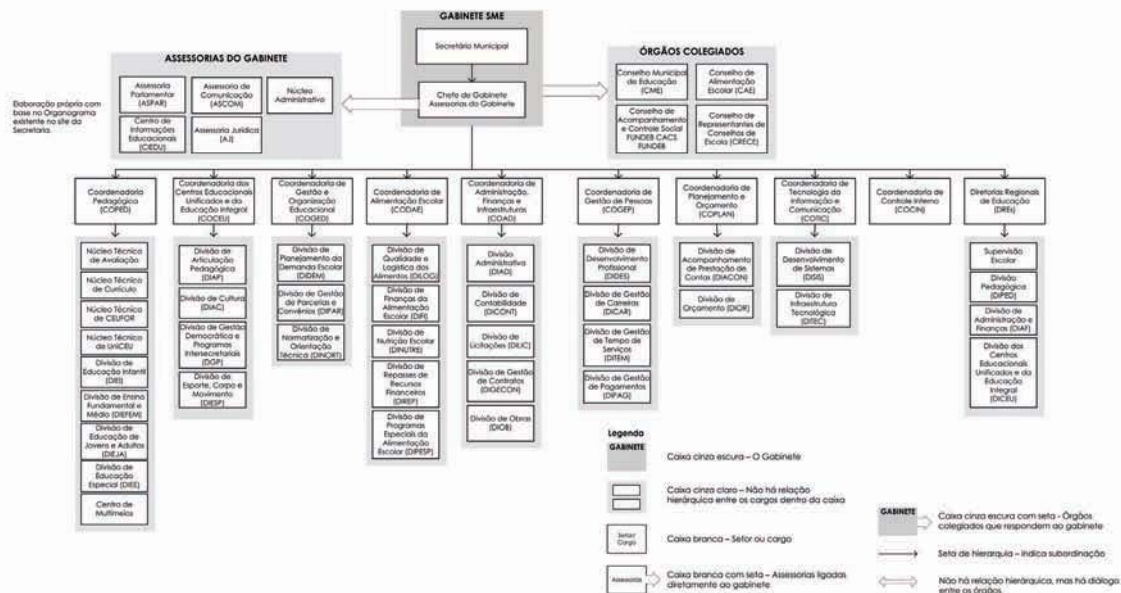 GABINETE SME
Secretário Municipal
Chefe de Gabinete
Assessorias do Gabinete
ASSESSORIAS DO GABINETE
Assessoria
Parlamentar
(ASPAR)
Assessoria de
Comunicação
(ASCOM)
Núcleo
Administrativo
Centro de
Informações
Educacionais
(CIEDU)
Assessoria Jurídica
(AJ)
ÓRGÃOS COLEGIADOS
Conselho Municipal
de Educação
(CME)
Conselho de
Alimentação
Escolar (CAE)
Conselho de
Acompanhamento
e Controle Social
FUNDEB CACS
FUNDEB
Conselho de
Representantes de
Conselhos de
Escola (CRECE)
Elaboração própria com
base no Organograma
existente no site da
Secretaria.
Coordenadoria
Pedagógica
(COPED)
Coordenadoria dos
Centros Educacionais
Unificados e da
Educação Integral
(COCEU)
Coordenadoria de
Gestão e
Organização
Educacional
(COGED)
Coordenadoria de
Alimentação Escolar
(CODAE)
Coordenadoria de
Administração,
Finanças e
Infraestrutura
(COAD)
Coordenadoria de
Gestão de Pessoas
(COGEP)
Coordenadoria de
Planejamento e
Orçamento
(COPLAN)
Coordenadoria de
Tecnologia da
Informação e
Comunicação
(COTIC)
Coordenadoria de
Controle Interno
(COCIN)
Diretorias Regionais
de Educação
(DREs)
Núcleo Técnico
de Avaliação
Núcleo Técnico
de Currículo
Núcleo Técnico
de CEUFOR
Núcleo Técnico
de UniCEU
Divisão de
Educação Infantil
(DIEI)
Divisão de Ensino
Fundamental e
Médio (DIEFEM)
Divisão de
Educação de
Jovens e Adultos
(DIEJA)
Divisão de
Educação
Especial (DIEE)
Centro de
Multimeios
Divisão de
Articulação
Pedagógica
(DIAP)
Divisão de Cultura
(DIAC)
Divisão de Gestão
Democrática e
Programas
Intersecretariais
(DGP)
Divisão de
Esporte, Corpo e
Movimento
(DIESP)
Divisão de
Planejamento da
Demanda Escolar
(DIDEM)
Divisão de Gestão
de Parcerias e
Convênios (DIPAR)
Divisão de
Normatização e
Orientação
Técnica (DINORT)
Divisão de
Qualidade e
Logística dos
Alimentos (DILOG)
Divisão de
Finanças da
Alimentação
Escolar (DIFI)
Divisão de
Nutrição Escolar
(DINUTRE)
Divisão de
Repasses de
Recursos
Financeiros
(DIREP)
Divisão de
Programas
Especiais da
Alimentação
Escolar (DIPESP)
Divisão
Administrativa
(DIAD)
Divisão de
Contabilidade
(DICONT)
Divisão de
Licitações (DILIC)
Divisão de Gestão
de Contratos
(DIGECON)
Divisão de Obras
(DIOB)
Divisão de
Desenvolvimento
Profissional
(DIDES)
Divisão de Gestão
de Carreiras
(DICAR)
Divisão de Gestão
de Tempo de
Serviços
(DITEM)
Divisão de Gestão
de Pagamentos
(DIPAG)
Divisão de
Acompanhamento
de Prestação de
Contas (DIACON)
Divisão de
Orçamento (DIOR)
Divisão de
Desenvolvimento
de Sistemas
(DISIS)
Divisão de
Infraestrutura
Tecnológica
(DITEC)
Supervisão
Escolar
Divisão
Pedagógica
(DIPED)
Divisão de
Administração e
Finanças (DIAF)
Divisão dos
Centros
Educacionais
Unificados e da
Educação
Integral
(DICEU)
Legenda
GABINETE
Caixa cinza escura – O Gabinete
Caixa cinza claro – Não há relação
hierárquica entre os cargos dentro da caixa
Setor/
Cargo
Caixa branca – Setor ou cargo
Assessorias
Caixa branca com seta – Assessorias ligadas
diretamente ao gabinete
GABINETE
Caixa cinza escura com seta - Órgãos
colegiados que respondem ao gabinete
Seta de hierarquia – Indica subordinação
Não há relação hierárquica, mas há diálogo
entre os órgãos.